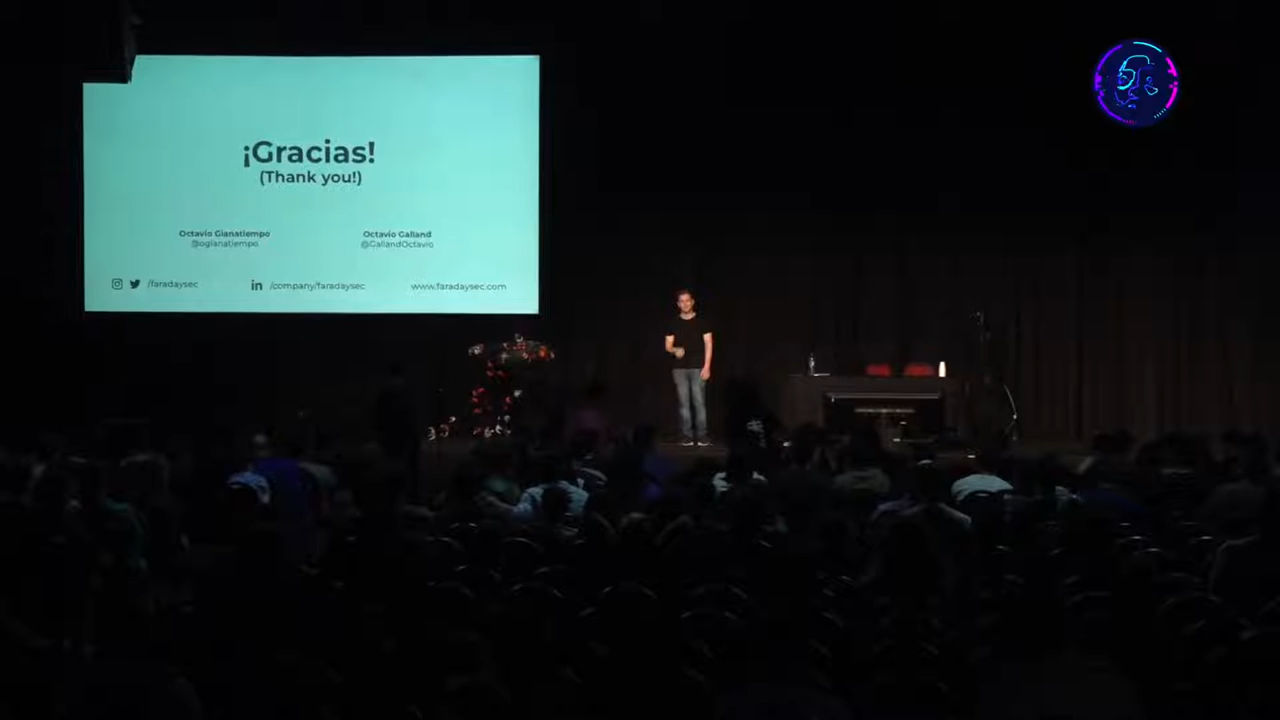 ¡Gracias!
(Thank you!)
Octavio Gianatiempo
@ogianatiempo
Octavio Galland
@GallandOctavio
/faradaysec
/company/faradaysec
www.faradaysec.com